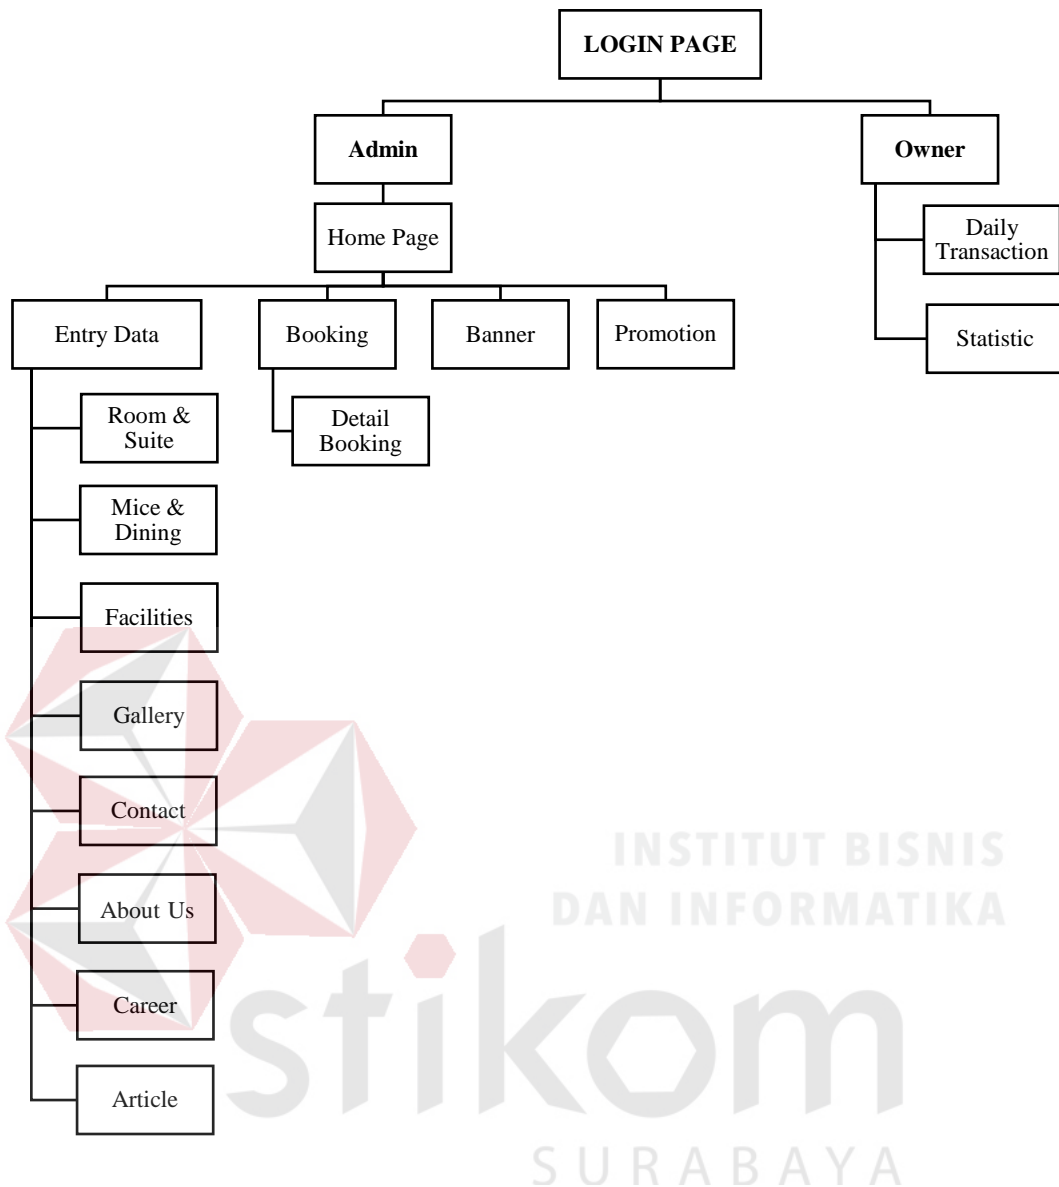 LOGIN PAGE
Admin
Owner
Home Page
Daily
Transaction
Entry Data
Booking
Banner
Promotion
Statistic
Room &
Suite
Detail
Booking
Mice &
Dining
Facilities
Gallery
Contact
About Us
Career
Article
INSTITUT BISNIS
DAN INFORMATIKA
stikom
SURABAYA